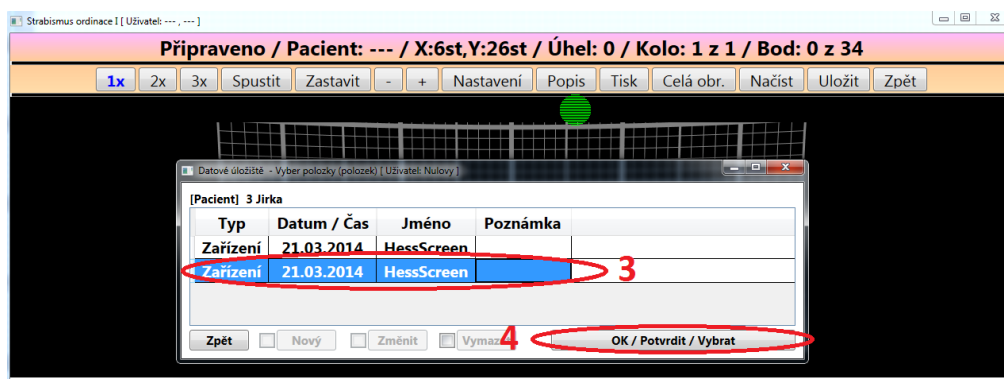 Strabismus ordinace I [ Uživatel: --- , --- ]
Připraveno / Pacient: --- / X:6st,Y:26st / Úhel: 0 / Kolo: 1 z 1 / Bod: 0 z 34
1x 2x 3x Spustit Zastavit - + Nastavení Popis Tisk Celá obr. Načíst Uložit Zpět
Datové úložiště - Vyber polozky (polozek) [ Uživatel: Nulovy ]
[Pacient] 3 Jirka
Typ Datum / Čas Jméno Poznámka
Zařízení 21.03.2014 HessScreen
Zařízení 21.03.2014 HessScreen 3
Zpět Nový Změnit 4 OK / Potvrdit / Vybrat